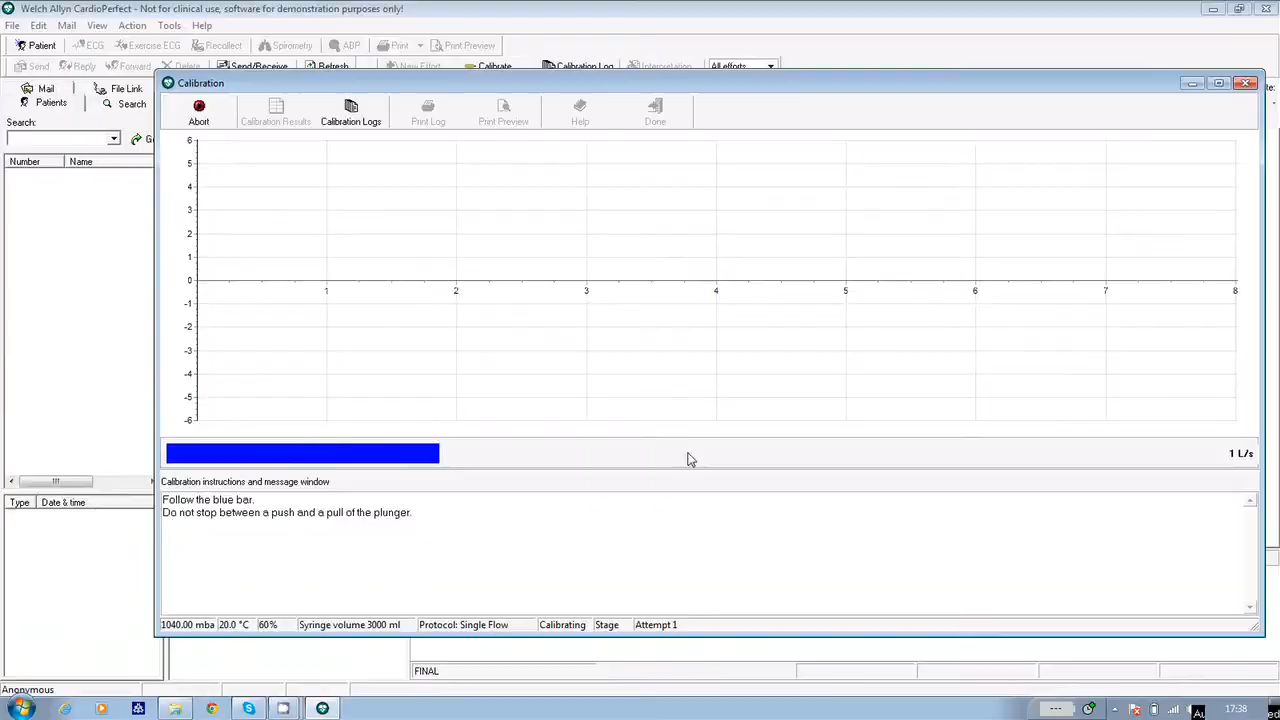 Welch Allyn CardioPerfect - Not for clinical use, software for demonstration purposes only!
File Edit Mail View Action Tools Help
Patient ECG Exercise ECG Recollect Spirometry ABP Print Print Preview
Send Reply Forward Delete Send/Receive Refresh New Effort Calibrate Calibration Log Interpretation All efforts
Mail File Link
Patients Search
Search:
Number Name
Type Date & time
Calibration
Abort Calibration Results Calibration Logs Print Log Print Preview Help Done
6
5
4
3
2
1
0
-1
-2
-3
-4
-5
-6
1 2 3 4 5 6 7 8
1 L/s
Calibration instructions and message window
Follow the blue bar.
Do not stop between a push and a pull of the plunger.
1040.00 mba 20.0 °C 60% Syringe volume 3000 ml Protocol: Single Flow Calibrating Stage Attempt 1
FINAL
Anonymous
17:38